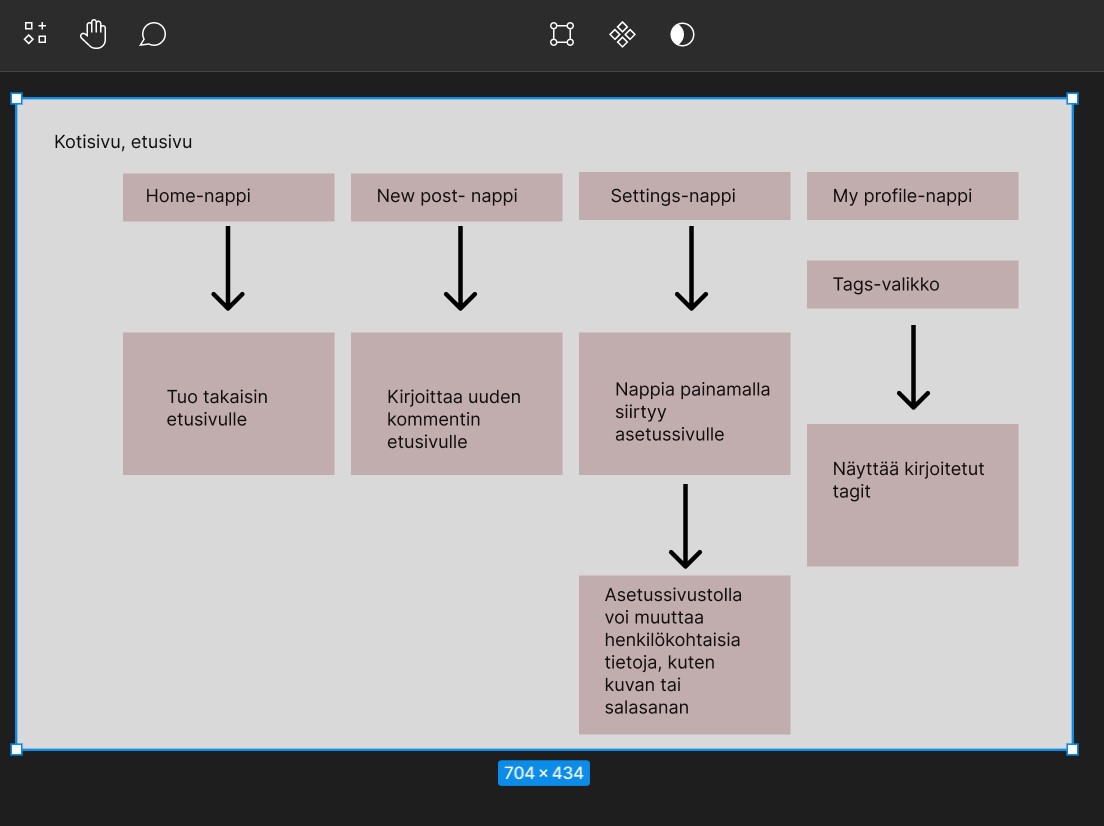 Kotisivu, etusivu
Home-nappi
New post- nappi
Settings-nappi
My profile-nappi
Tags-valikko
Tuo takaisin
etusivulle
Kirjoittaa uuden
kommentin
etusivulle
Nappia painamalla
siirtyy
asetussivulle
Näyttää kirjoitetut
tagit
Asetussivustolla
voi muuttaa
henkilökohtaisia
tietoja, kuten
kuvan tai
salasanan
704 × 434